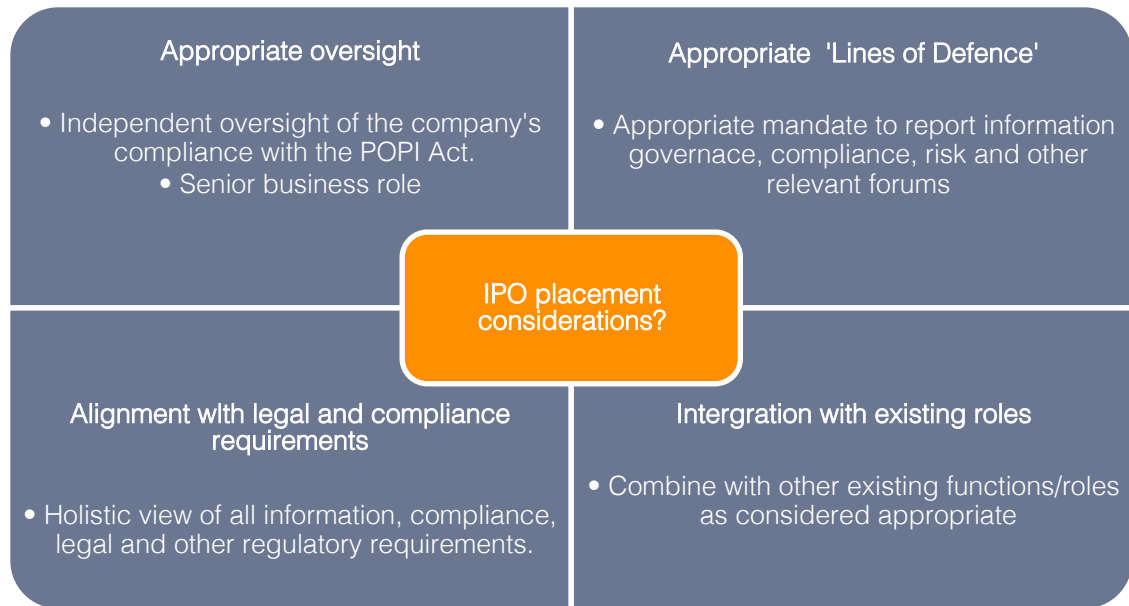 Appropriate oversight
• Independent oversight of the company's
compliance with the POPI Act.
• Senior business role
Appropriate 'Lines of Defence'
• Appropriate mandate to report information
governace, compliance, risk and other
relevant forums
IPO placement
considerations?
Alignment wIth legal and compliance
requirements
• Holistic view of all information, compliance,
legal and other regulatory requirements.
Intergration with existing roles
• Combine with other existing functions/roles
as considered appropriate